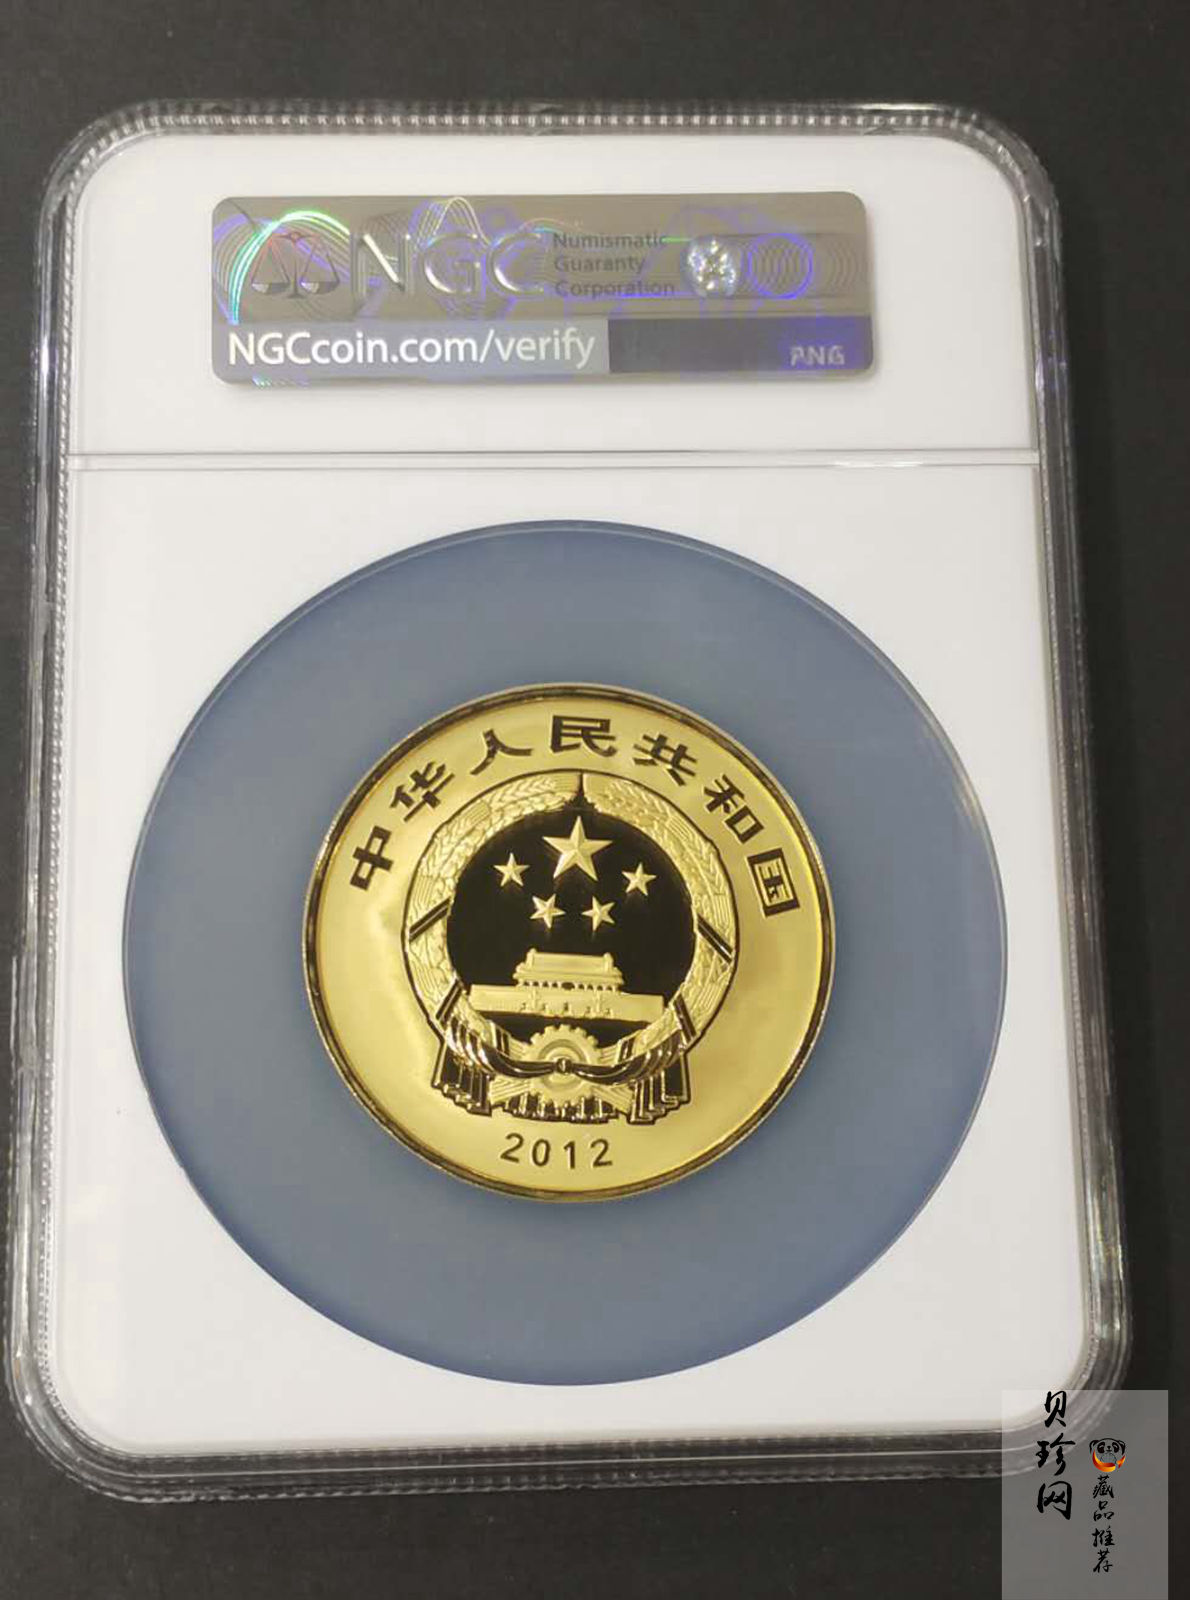 NGC
Numismatic
Guaranty
Corporation
NGCcoin.com/verify
中华人民共和国
2012
贝珍网
藏品推荐